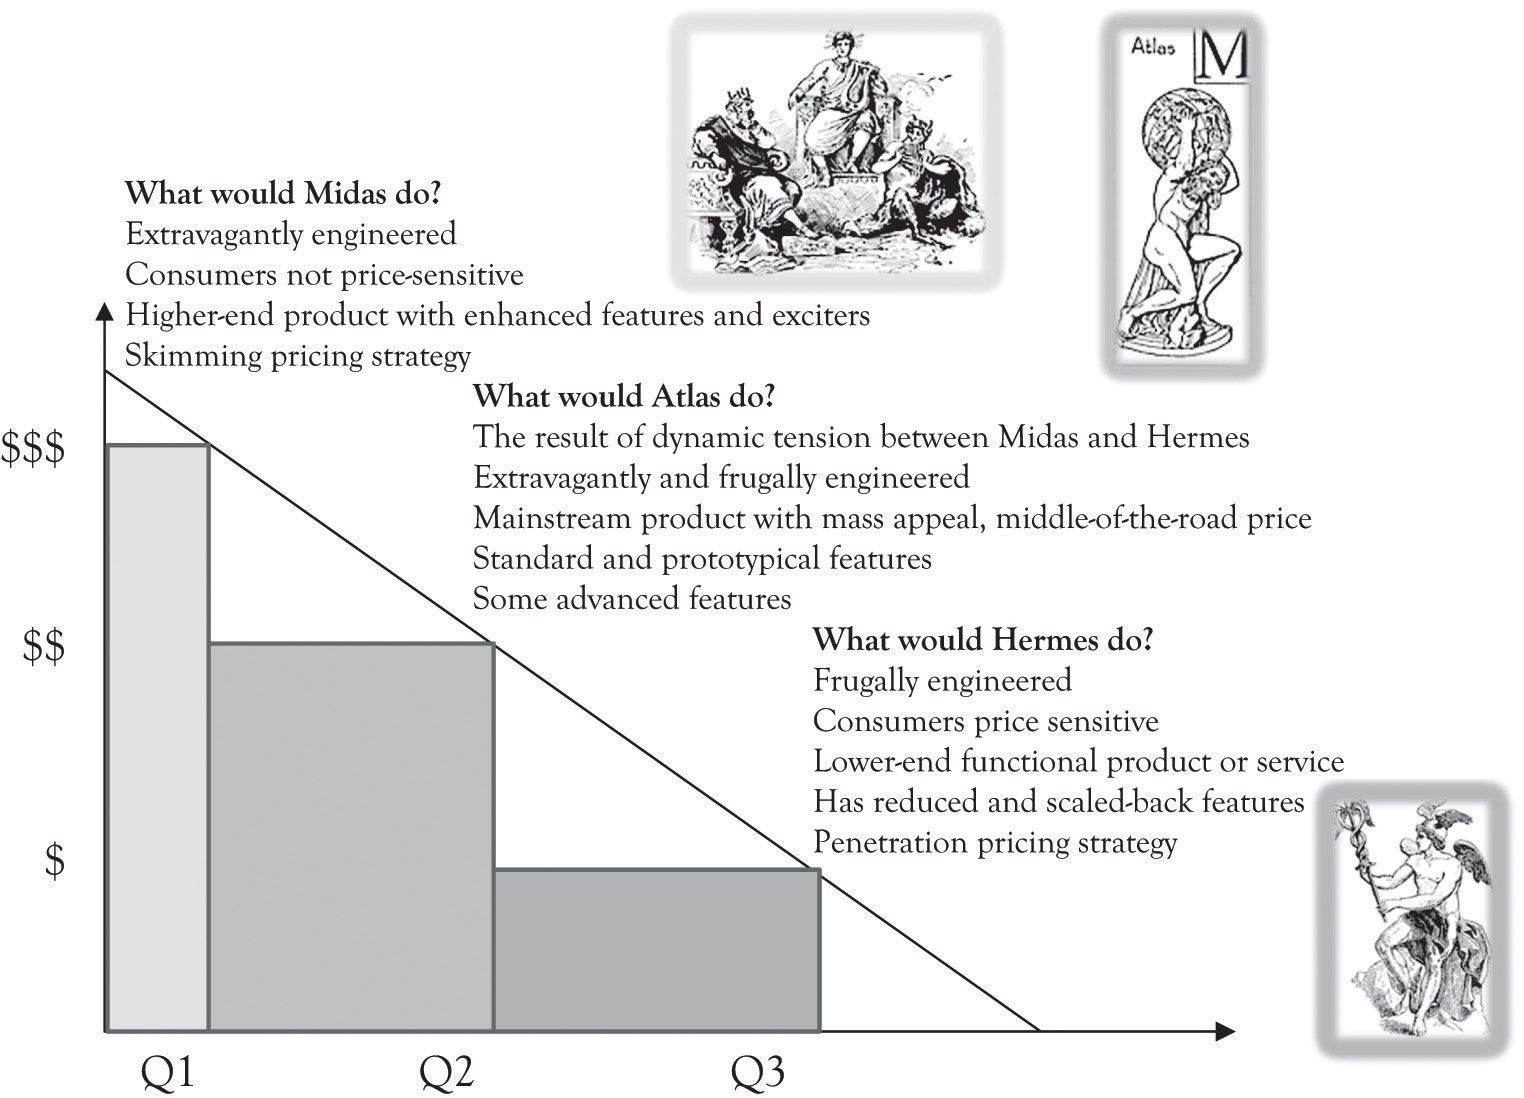 Atlas
M
What would Midas do?
Extravagantly engineered
Consumers not price-sensitive
Higher-end product with enhanced features and exciters
Skimming pricing strategy
What would Atlas do?
The result of dynamic tension between Midas and Hermes
Extravagantly and frugally engineered
Mainstream product with mass appeal, middle-of-the-road price
Standard and prototypical features
Some advanced features
What would Hermes do?
Frugally engineered
Consumers price sensitive
Lower-end functional product or service
Has reduced and scaled-back features
Penetration pricing strategy
$$$
$$
$
Q1
Q2
Q3